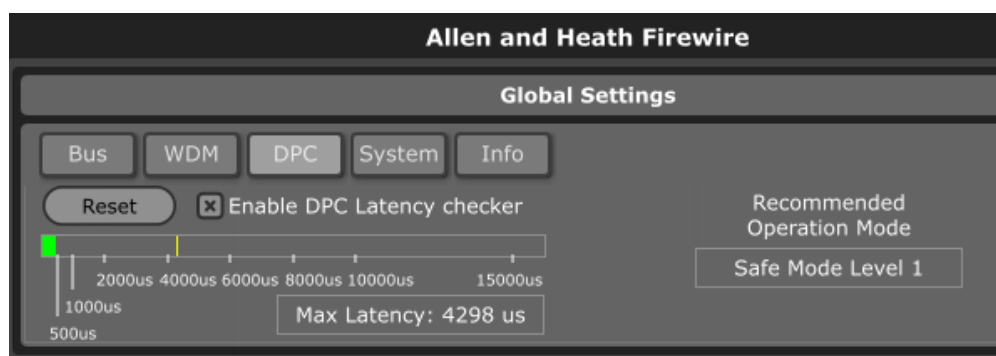 Allen and Heath Firewire
Global Settings
Bus WDM DPC System Info
Reset Enable DPC Latency checker
Recommended
Operation Mode
Safe Mode Level 1
2000us 4000us 6000us 8000us 10000us 15000us
1000us
500us
Max Latency: 4298 us